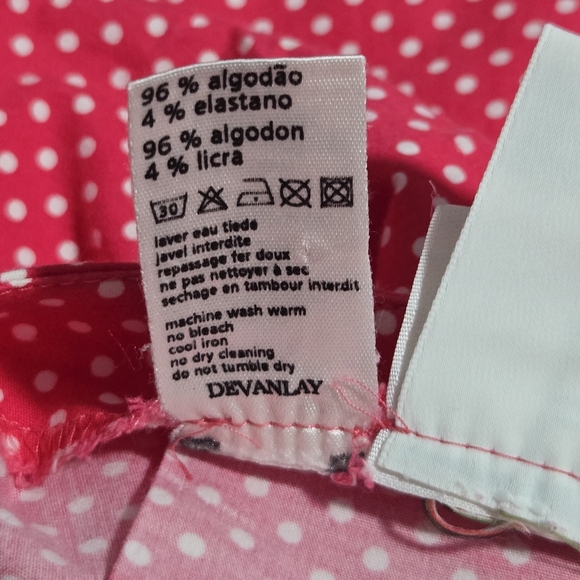 96 % algodão
4 % elastano
96 % algodon
4 % licra
30
laver eau tiede
javel interdite
repassage fer doux
ne pas nettoyer à sec
sechage en tambour interdit
machine wash warm
no bleach
cool iron
no dry cleaning
do not tumble dry
DEVANLAY